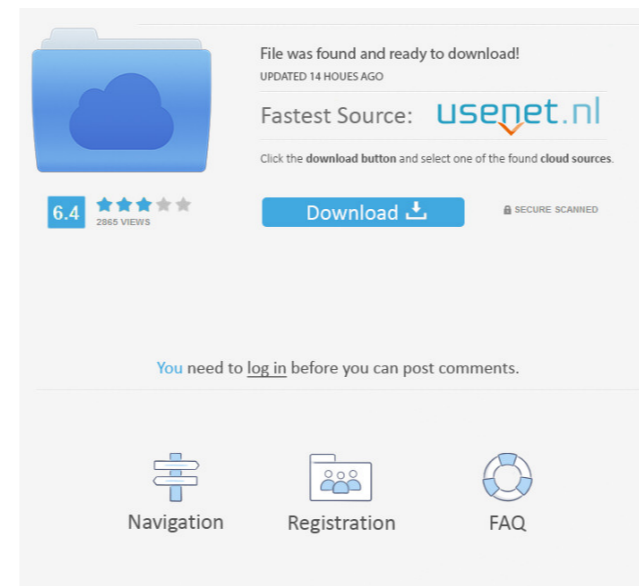 File was found and ready to download!
UPDATED 14 HOUES AGO
Fastest Source: usenet.nl
Click the download button and select one of the found cloud sources.
6.4
2865 VIEWS
Download
SECURE SCANNED
You need to log in before you can post comments.
Navigation Registration FAQ